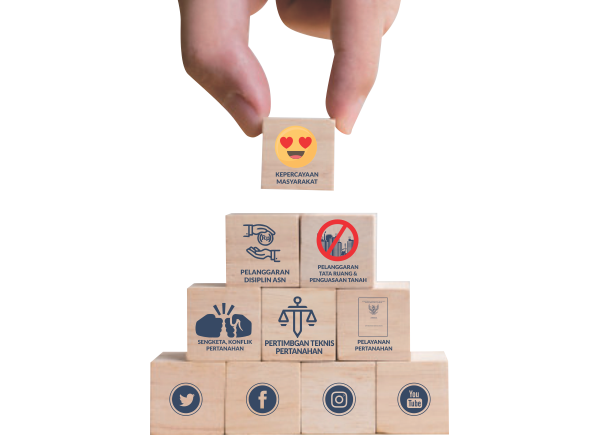 KEPERCAYAAN
MASYARAKAT
Rp
PELANGGARAN
DISIPLIN ASN
PELANGGARAN
TATA RUANG &
PENGUASAAN TANAH
SENGKETA, KONFLIK
PERTANAHAN
PERTIMBGAN TEKNIS
PERTANAHAN
PELAYANAN
PERTANAHAN
You
Tube